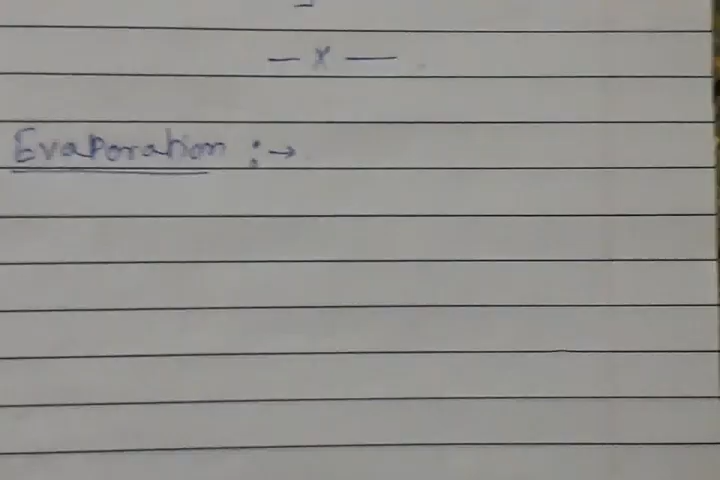 — x —
Evaporation :→